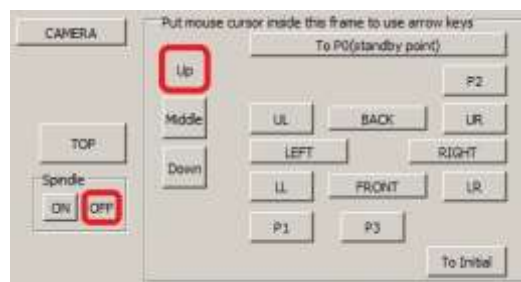 CAMERA
Put mouse cursor inside this frame to use arrow keys
To P0(standby point)
Up
P2
Middle
UL
BACK
UR
TOP
LEFT
RIGHT
Down
Spindle
LL
FRONT
LR
ON
OFF
P1
P3
To Initial